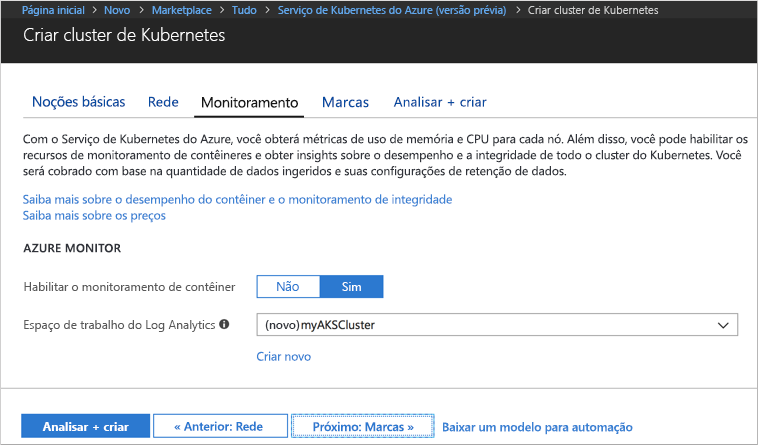 Página inicial > Novo > Marketplace > Tudo > Serviço de Kubernetes do Azure (versão prévia) > Criar cluster de Kubernetes
Criar cluster de Kubernetes
Noções básicas Rede Monitoramento Marcas Analisar + criar
Com o Serviço de Kubernetes do Azure, você obterá métricas de uso de memória e CPU para cada nó. Além disso, você pode habilitar os
recursos de monitoramento de contêineres e obter insights sobre o desempenho e a integridade de todo o cluster do Kubernetes. Você
será cobrado com base na quantidade de dados ingeridos e suas configurações de retenção de dados.
Saiba mais sobre o desempenho do contêiner e o monitoramento de integridade
Saiba mais sobre os preços
AZURE MONITOR
Habilitar o monitoramento de contêiner Não Sim
Espaço de trabalho do Log Analytics (novo)myAKSCluster
Criar novo
Analisar + criar « Anterior: Rede Próximo: Marcas » Baixar um modelo para automação